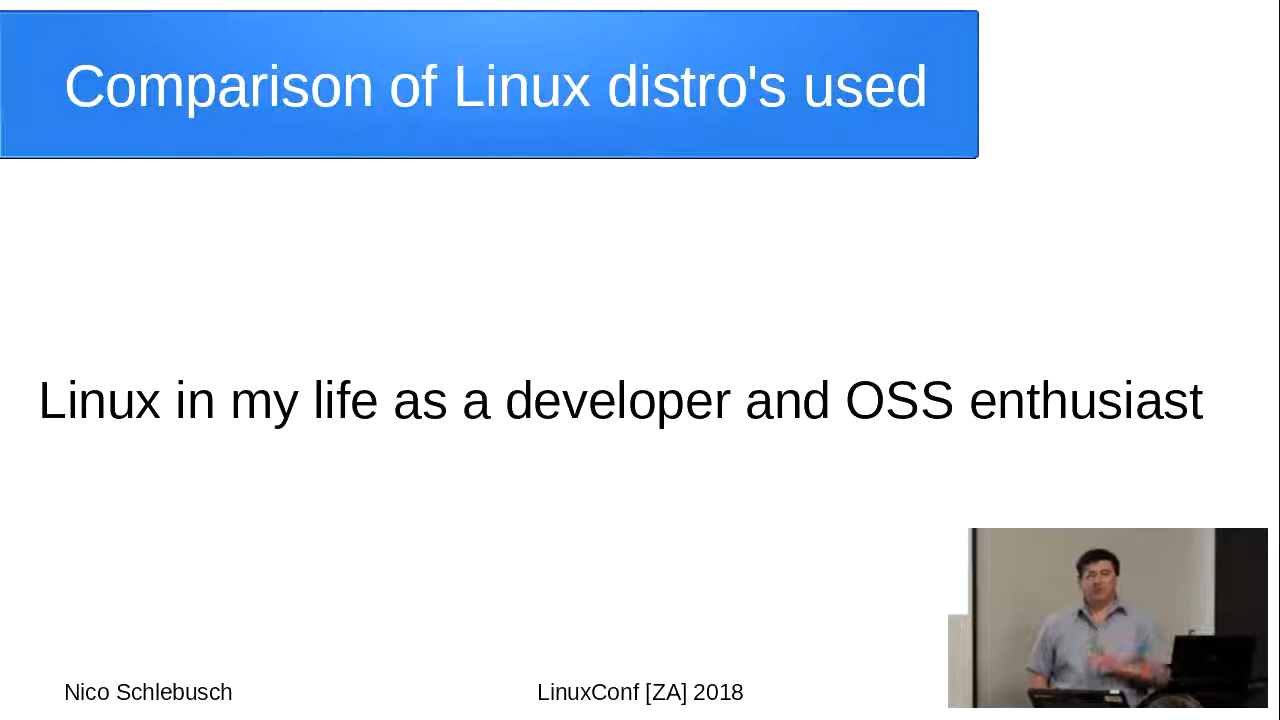 Comparison of Linux distro's used
Linux in my life as a developer and OSS enthusiast
Nico Schlebusch
LinuxConf [ZA] 2018